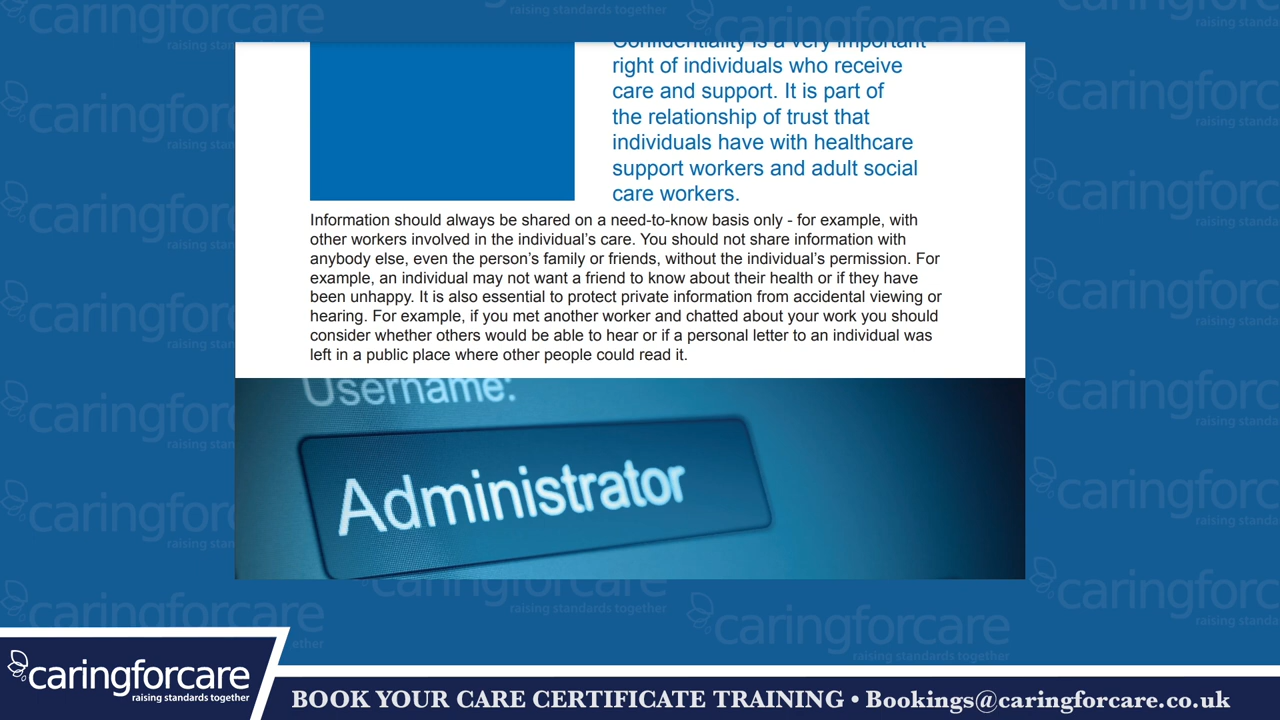 Confidentiality is a very important
right of individuals who receive
care and support. It is part of
the relationship of trust that
individuals have with healthcare
support workers and adult social
care workers.
Information should always be shared on a need-to-know basis only - for example, with
other workers involved in the individual’s care. You should not share information with
anybody else, even the person’s family or friends, without the individual’s permission. For
example, an individual may not want a friend to know about their health or if they have
been unhappy. It is also essential to protect private information from accidental viewing or
hearing. For example, if you met another worker and chatted about your work you should
consider whether others would be able to hear or if a personal letter to an individual was
left in a public place where other people could read it.
Username:
Administrator
caringforcare
raising standards together
BOOK YOUR CARE CERTIFICATE TRAINING • Bookings@caringforcare.co.uk